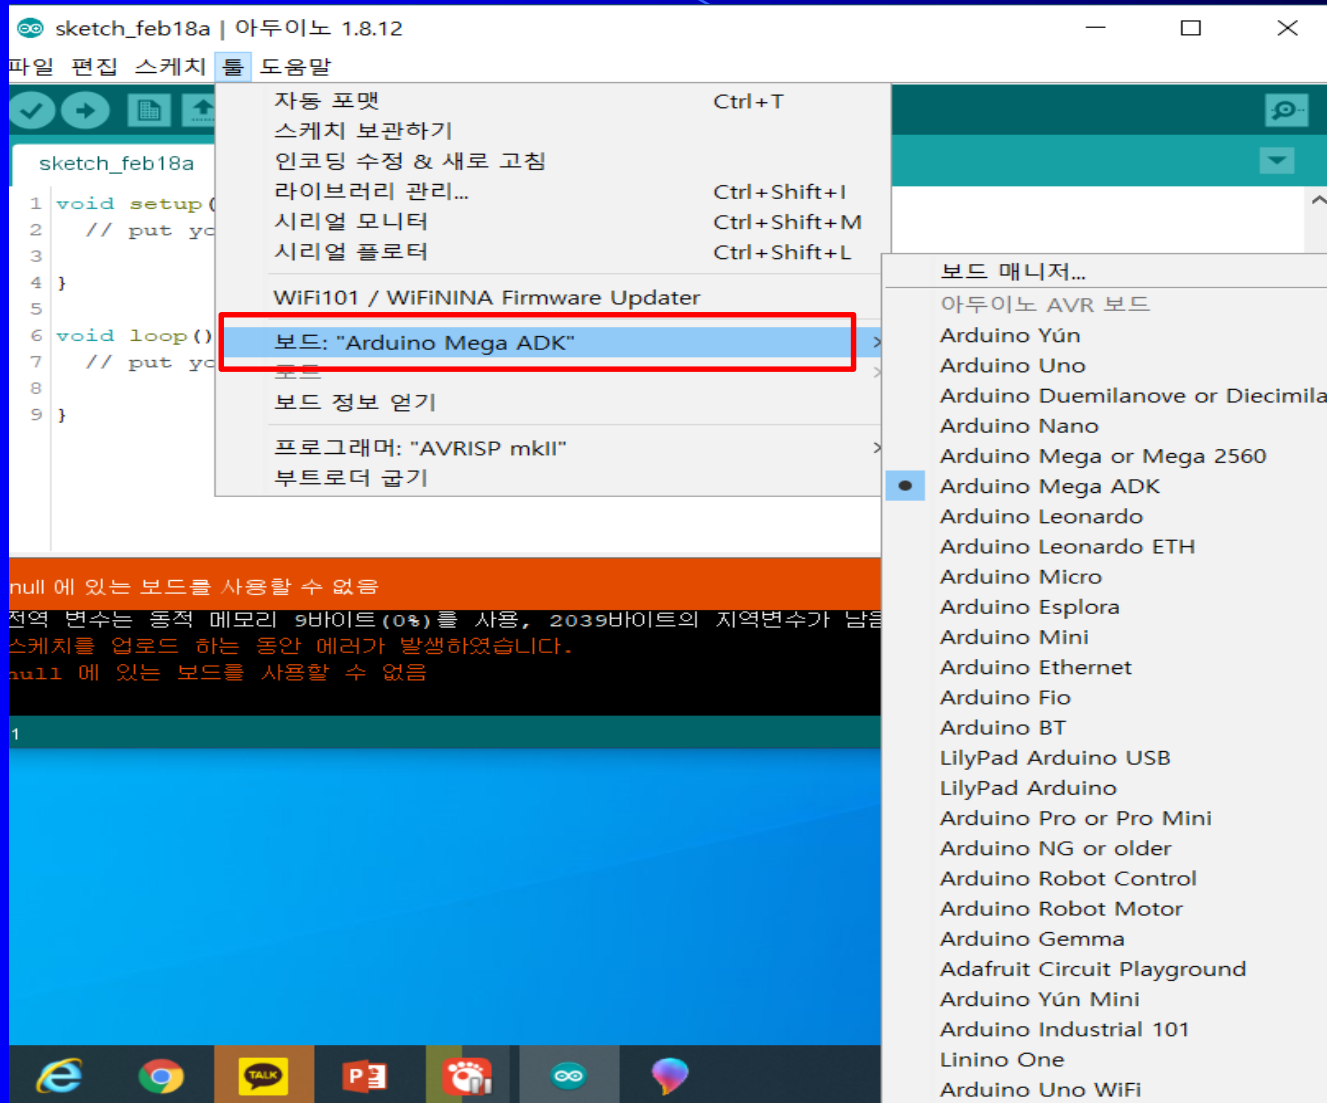 sketch_feb18a | 아두이노 1.8.12
파일 편집 스케치 툴 도움말
sketch_feb18a
1 void setup(
2 // put yo
3
4 }
5
6 void loop()
7 // put yo
8
9 }
자동 포맷 Ctrl+T
스케치 보관하기
인코딩 수정 & 새로 고침
라이브러리 관리... Ctrl+Shift+I
시리얼 모니터 Ctrl+Shift+M
시리얼 플로터 Ctrl+Shift+L
WiFi101 / WiFiNINA Firmware Updater
보드: "Arduino Mega ADK"
포트
보드 정보 얻기
프로그래머: "AVRISP mkII"
부트로더 굽기
보드 매니저...
아두이노 AVR 보드
Arduino Yún
Arduino Uno
Arduino Duemilanove or Diecimila
Arduino Nano
Arduino Mega or Mega 2560
Arduino Mega ADK
Arduino Leonardo
Arduino Leonardo ETH
Arduino Micro
Arduino Esplora
Arduino Mini
Arduino Ethernet
Arduino Fio
Arduino BT
LilyPad Arduino USB
LilyPad Arduino
Arduino Pro or Pro Mini
Arduino NG or older
Arduino Robot Control
Arduino Robot Motor
Arduino Gemma
Adafruit Circuit Playground
Arduino Yún Mini
Arduino Industrial 101
Linino One
Arduino Uno WiFi
null 에 있는 보드를 사용할 수 없음
전역 변수는 동적 메모리 9바이트(0%)를 사용, 2039바이트의 지역변수가 남음
스케치를 업로드 하는 동안 에러가 발생하였습니다.
null 에 있는 보드를 사용할 수 없음
1
TALK